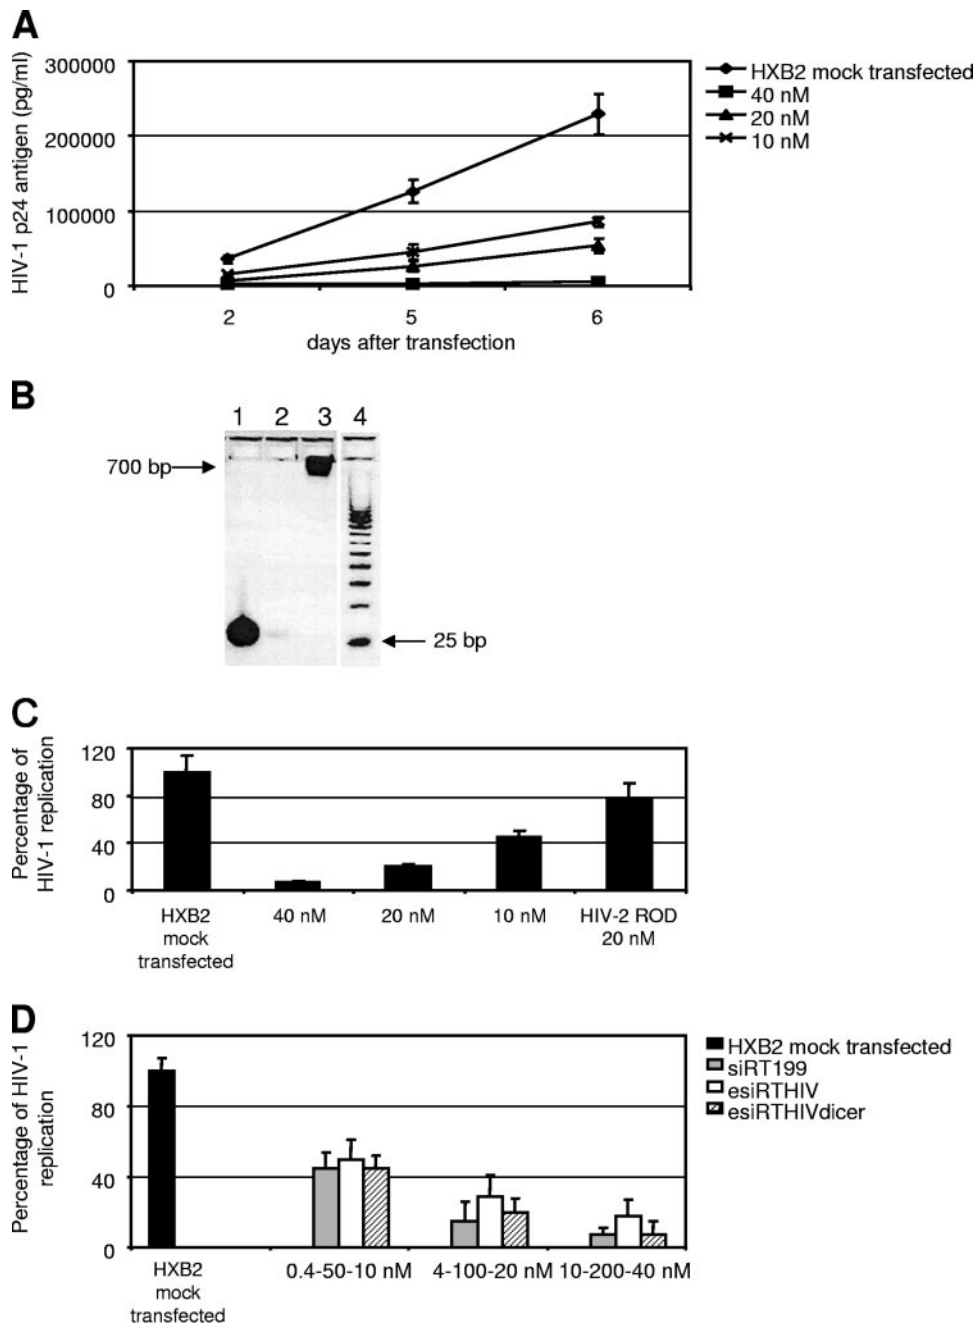 A
HIV-1 p24 antigen (pg/ml)
300000
200000
100000
0
2
5
6
days after transfection
HXB2 mock transfected
40 nM
20 nM
10 nM
B
1 2 3 4
700 bp
25 bp
C
Percentage of
HIV-1 replication
120
80
40
0
HXB2
mock
transfected
40 nM
20 nM
10 nM
HIV-2 ROD
20 nM
D
Percentage of HIV-1
replication
120
80
40
0
HXB2
mock
transfected
0.4-50-10 nM
4-100-20 nM
10-200-40 nM
HXB2 mock transfected
siRT199
esiRTHIV
esiRTHIVdicer